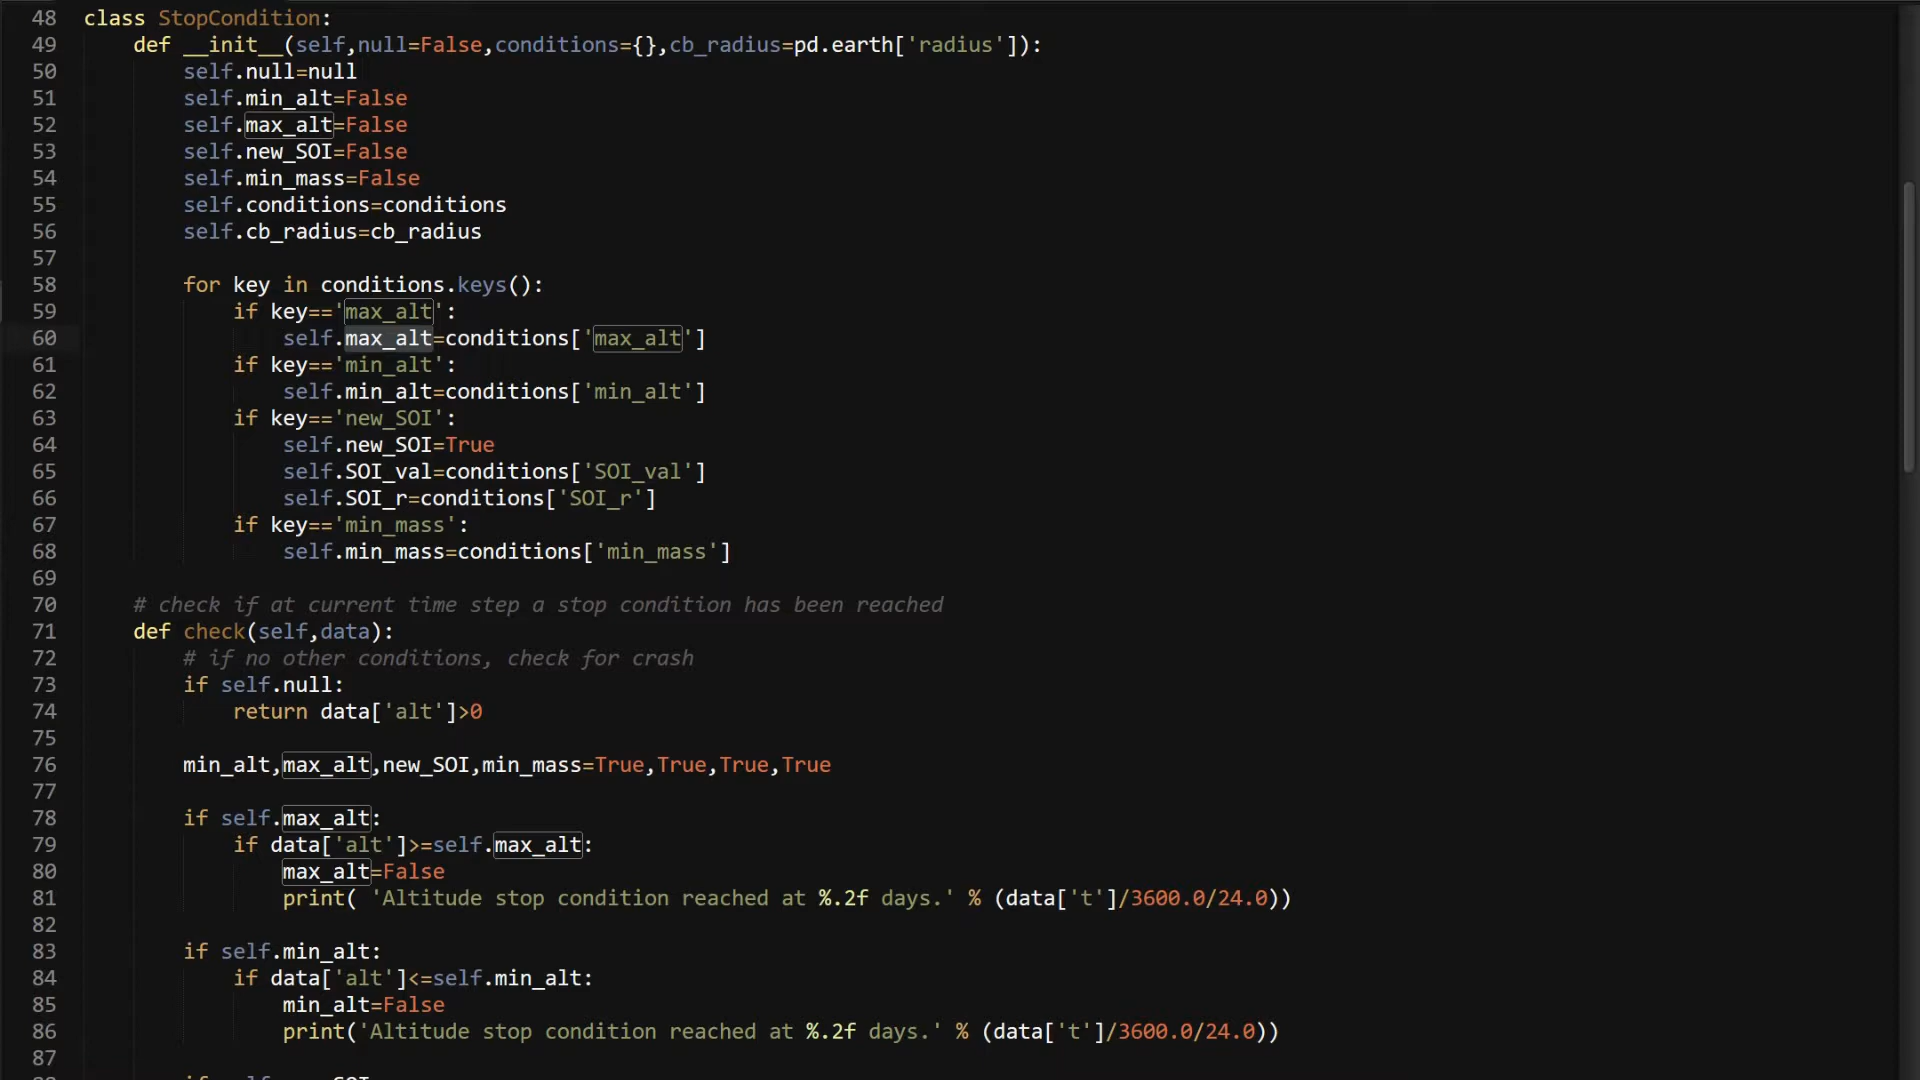 48 class StopCondition:
49     def __init__(self,null=False,conditions={},cb_radius=pd.earth['radius']):
50         self.null=null
51         self.min_alt=False
52         self.max_alt=False
53         self.new_SOI=False
54         self.min_mass=False
55         self.conditions=conditions
56         self.cb_radius=cb_radius
57
58         for key in conditions.keys():
59             if key=='max_alt':
60                 self.max_alt=conditions['max_alt']
61             if key=='min_alt':
62                 self.min_alt=conditions['min_alt']
63             if key=='new_SOI':
64                 self.new_SOI=True
65                 self.SOI_val=conditions['SOI_val']
66                 self.SOI_r=conditions['SOI_r']
67             if key=='min_mass':
68                 self.min_mass=conditions['min_mass']
69
70     # check if at current time step a stop condition has been reached
71     def check(self,data):
72         # if no other conditions, check for crash
73         if self.null:
74             return data['alt']>0
75
76         min_alt,max_alt,new_SOI,min_mass=True,True,True,True
77
78         if self.max_alt:
79             if data['alt']>=self.max_alt:
80                 max_alt=False
81                 print( 'Altitude stop condition reached at %.2f days.' % (data['t']/3600.0/24.0))
82
83         if self.min_alt:
84             if data['alt']<=self.min_alt:
85                 min_alt=False
86                 print('Altitude stop condition reached at %.2f days.' % (data['t']/3600.0/24.0))
87